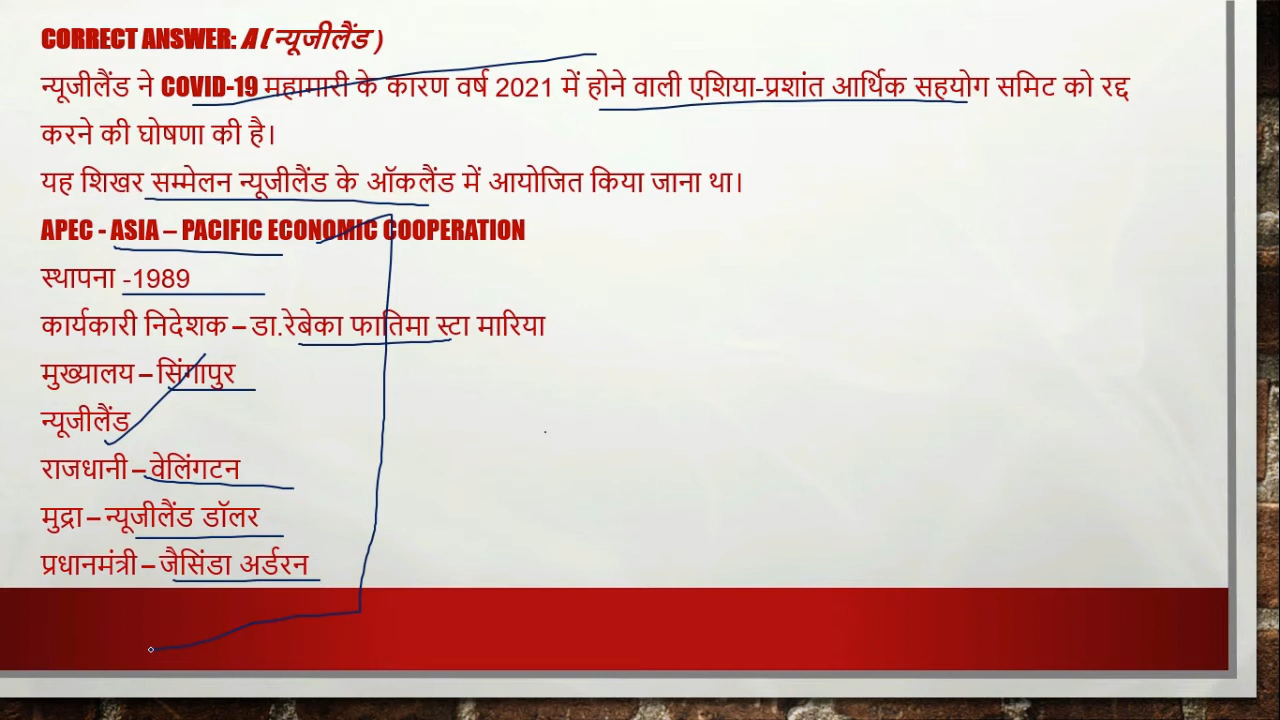 CORRECT ANSWER: A ( न्यूजीलैंड )
न्यूजीलैंड ने COVID-19 महामारी के कारण वर्ष 2021 में होने वाली एशिया-प्रशांत आर्थिक सहयोग समिट को रद्द
करने की घोषणा की है।
यह शिखर सम्मेलन न्यूजीलैंड के ऑकलैंड में आयोजित किया जाना था।
APEC - ASIA – PACIFIC ECONOMIC COOPERATION
स्थापना -1989
कार्यकारी निदेशक – डा.रेबेका फातिमा स्टा मारिया
मुख्यालय – सिंगापुर
न्यूजीलैंड
राजधानी – वेलिंगटन
मुद्रा – न्यूजीलैंड डॉलर
प्रधानमंत्री – जैसिंडा अर्डरन